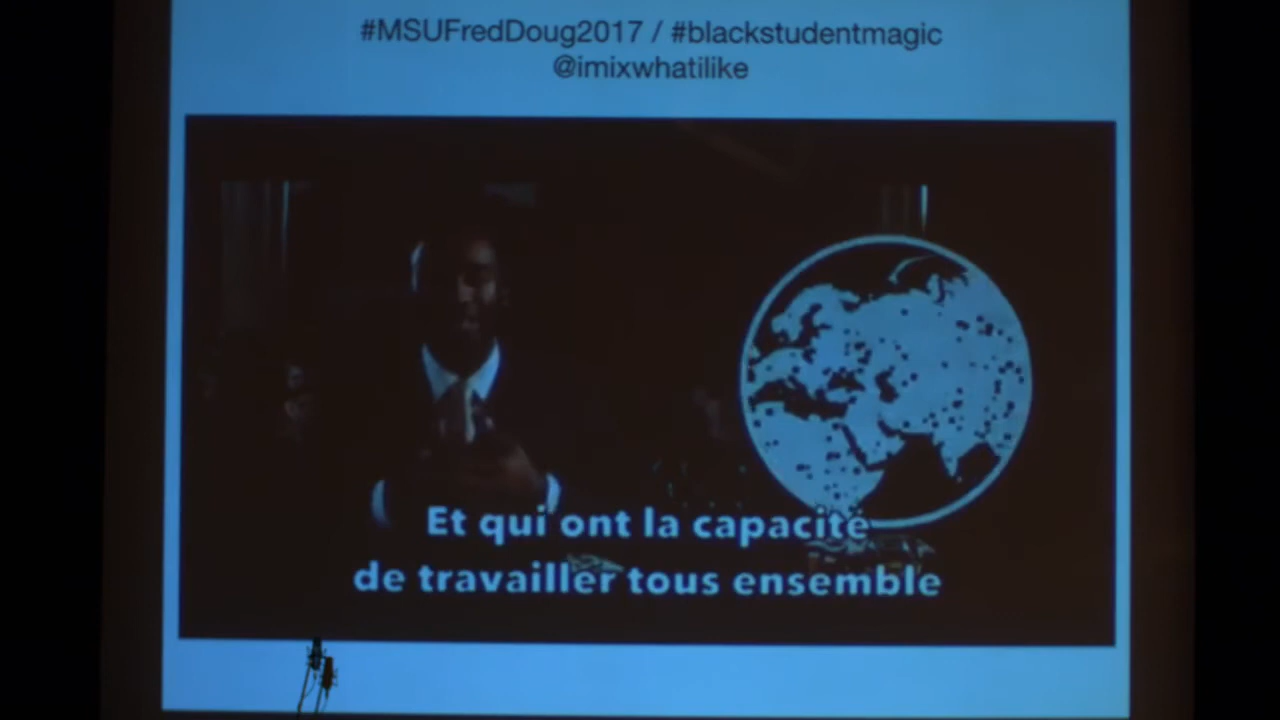 #MSUFredDoug2017 / #blackstudentmagic
@imixwhatilike
Et qui ont la capacité
de travailler tous ensemble